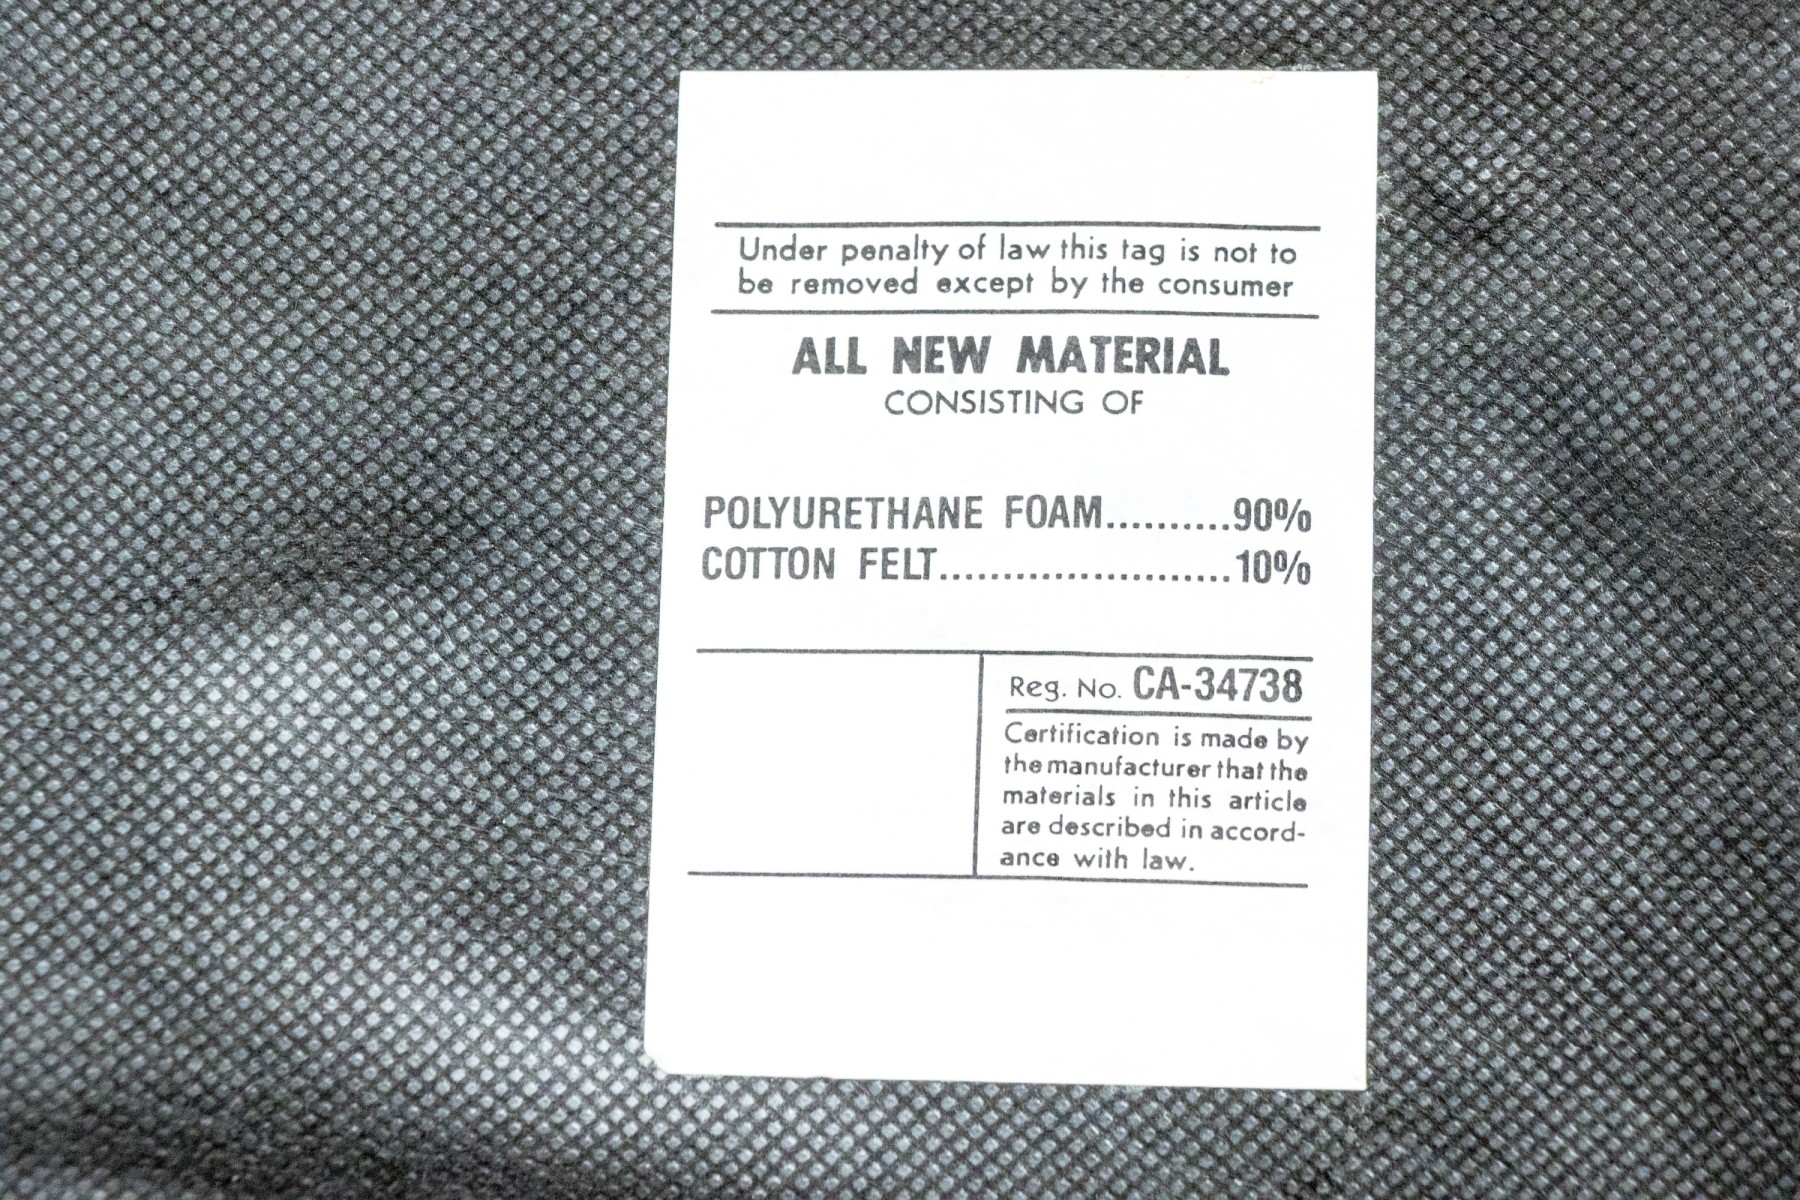 Under penalty of law this tag is not to
be removed except by the consumer
ALL NEW MATERIAL
CONSISTING OF
POLYURETHANE FOAM..........90%
COTTON FELT.......................10%
Reg. No. CA-34738
Certification is made by
the manufacturer that the
materials in this article
are described in accord-
ance with law.